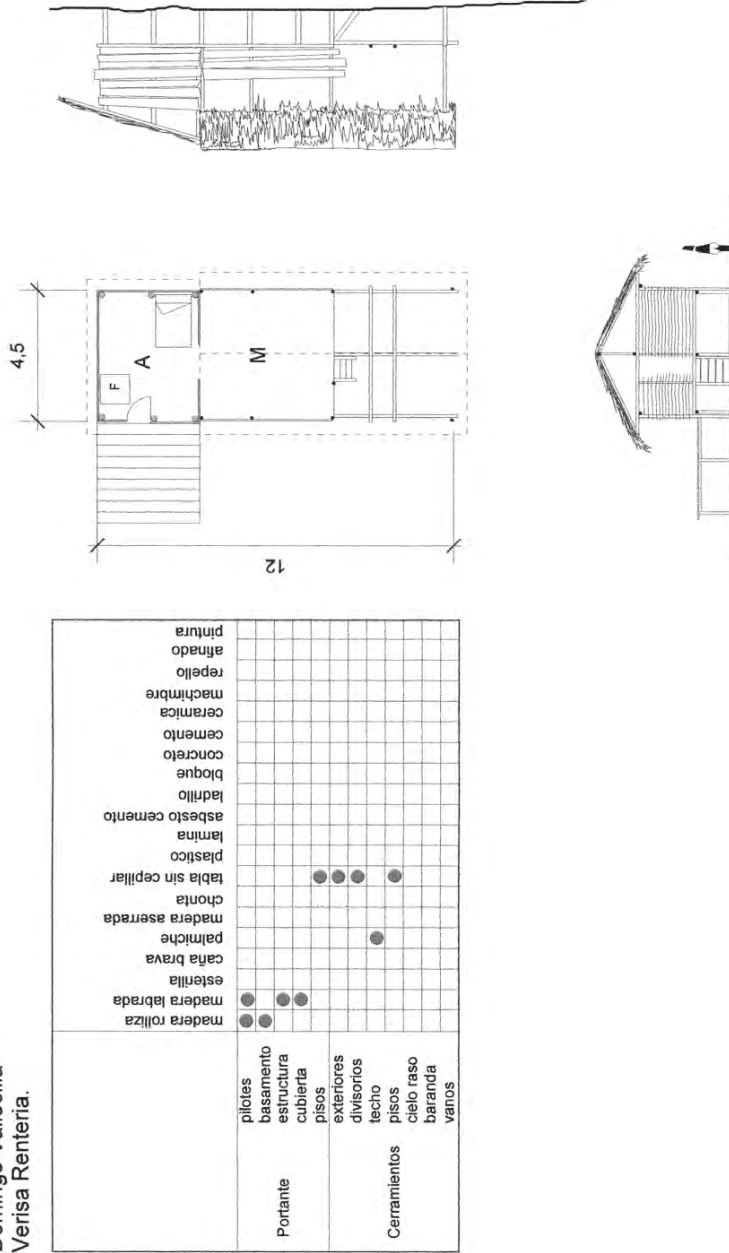 Domingo Vallecilla
Verisa Renteria.
madera rolliza
madera labrada
esterilla
caña brava
palmiche
madera aserrada
chonta
tabla sin cepillar
plastico
lamina
asbesto cemento
ladrillo
bloque
concreto
cemento
ceramica
machimbre
repello
afinado
pintura
Portante
pilotes
basamento
estructura
cubierta
pisos
Cerramientos
exteriores
divisorios
techo
pisos
cielo raso
baranda
vanos
12
4,5
F
A
M